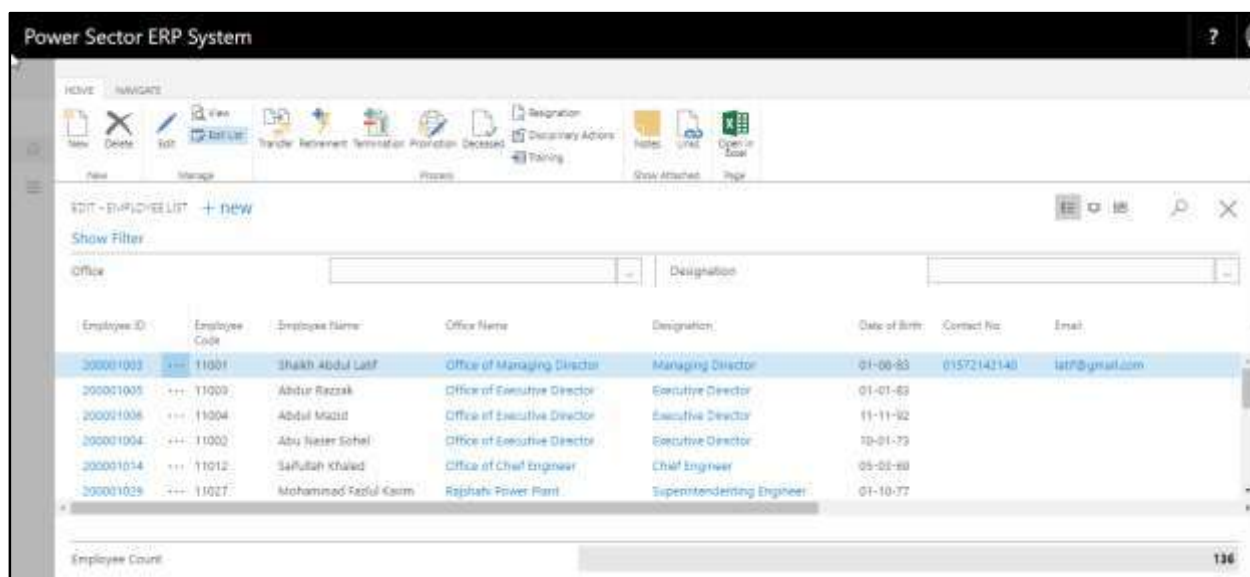 Power Sector ERP System ?
HOME NAVIGATE
New Delete Edit View Edit List Transfer Retirement Termination Promotion Deceased Resignation Disciplinary Actions Training Notes Links Open in Excel
New Manage Process Show Attached Page
EDIT - EMPLOYEE LIST + new
Show Filter
Office ... Designation ...
Employee ID Employee Code Employee Name Office Name Designation Date of Birth Contact No: Email
200001003 ... 11001 Shaikh Abdul Latif Office of Managing Director Managing Director 01572142140 latif@gmail.com
200001005 ... 11003 Abdur Razzak Office of Executive Director Executive Director 01-01-83
200001006 ... 11004 Abdul Mazid Office of Executive Director Executive Director 11-11-92
200001004 ... 11002 Abu Naser Sohel Office of Executive Director Executive Director 10-01-73
200001014 ... 11012 Saifullah Khaled Office of Chief Engineer Chief Engineer
200001029 ... 11027 Mohammad Fazlul Karim Rajshahi Power Plant Superintendenting Engineer 01-10-77
Employee Count 136